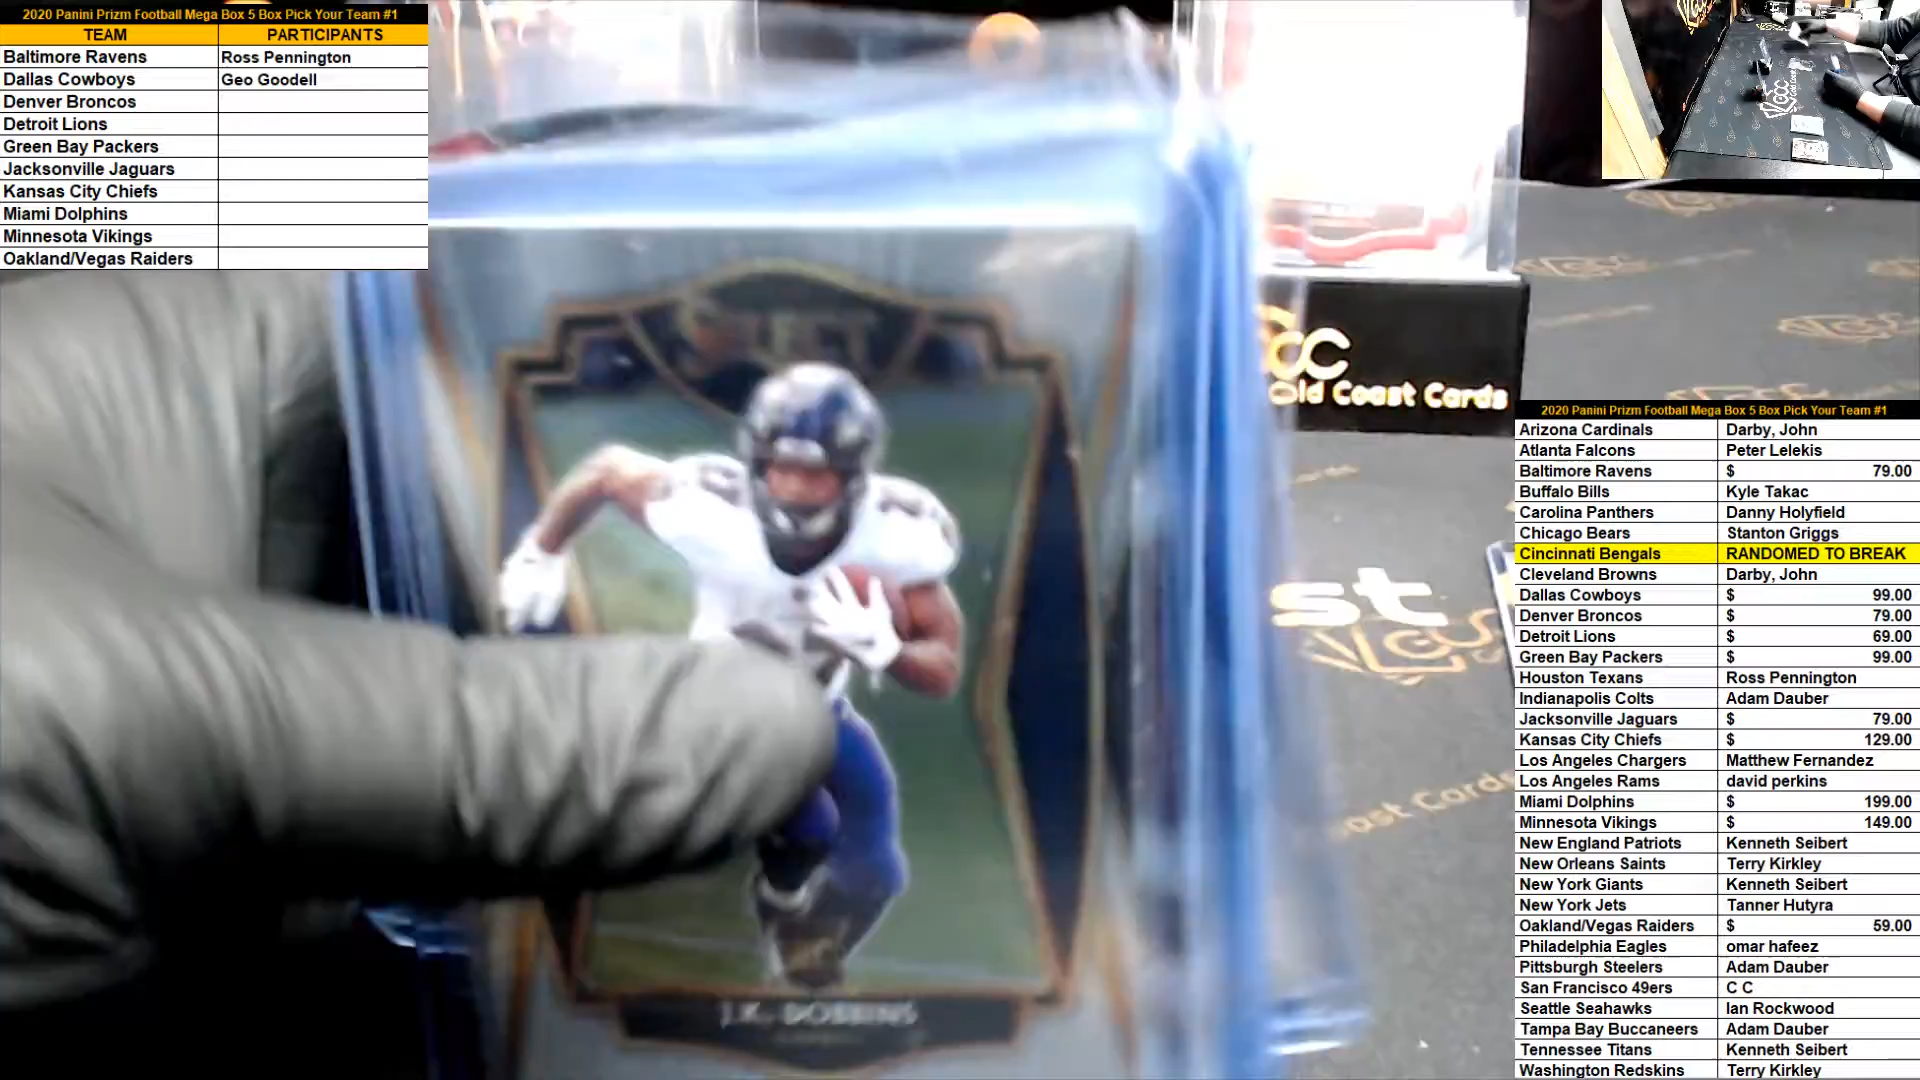 2020 Panini Prizm Football Mega Box 5 Box Pick Your Team #1
TEAM PARTICIPANTS
Baltimore Ravens Ross Pennington
Dallas Cowboys Geo Goodell
Denver Broncos
Detroit Lions
Green Bay Packers
Jacksonville Jaguars
Kansas City Chiefs
Miami Dolphins
Minnesota Vikings
Oakland/Vegas Raiders
SELECT
J.K. DOBBINS
Old Coast Cards
st
ast Cards
2020 Panini Prizm Football Mega Box 5 Box Pick Your Team #1
Arizona Cardinals Darby, John
Atlanta Falcons Peter Lelekis
Baltimore Ravens $ 79.00
Buffalo Bills Kyle Takac
Carolina Panthers Danny Holyfield
Chicago Bears Stanton Griggs
Cincinnati Bengals RANDOMED TO BREAK
Cleveland Browns Darby, John
Dallas Cowboys $ 99.00
Denver Broncos $ 79.00
Detroit Lions $ 69.00
Green Bay Packers $ 99.00
Houston Texans Ross Pennington
Indianapolis Colts Adam Dauber
Jacksonville Jaguars $ 79.00
Kansas City Chiefs $ 129.00
Los Angeles Chargers Matthew Fernandez
Los Angeles Rams david perkins
Miami Dolphins $ 199.00
Minnesota Vikings $ 149.00
New England Patriots Kenneth Seibert
New Orleans Saints Terry Kirkley
New York Giants Kenneth Seibert
New York Jets Tanner Hutyra
Oakland/Vegas Raiders $ 59.00
Philadelphia Eagles omar hafeez
Pittsburgh Steelers Adam Dauber
San Francisco 49ers C C
Seattle Seahawks Ian Rockwood
Tampa Bay Buccaneers Adam Dauber
Tennessee Titans Kenneth Seibert
Washington Redskins Terry Kirkley